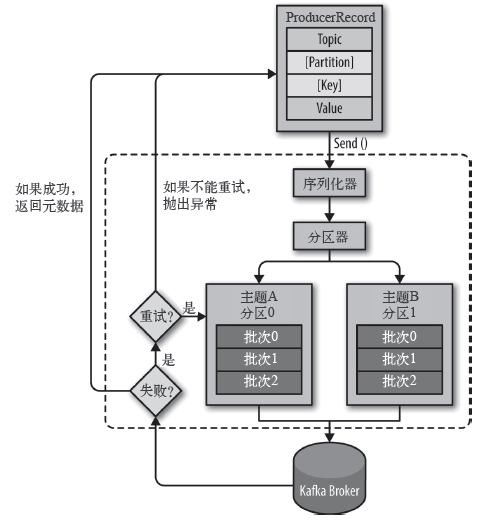 ProducerRecord
Topic
[Partition]
[Key]
Value
Send ()
如果成功，
返回元数据
如果不能重试，
抛出异常
序列化器
分区器
主题A
分区0
批次0
批次1
批次2
主题B
分区1
批次0
批次1
批次2
重试?
是
是
失败?
Kafka Broker